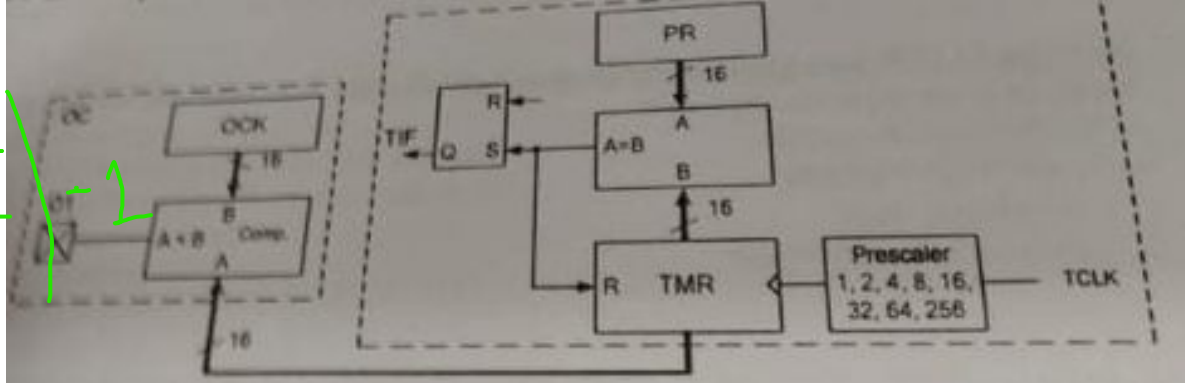 PR
16
OC
OCK
16
R
TIF
Q S
A
A=B
B
16
A < B
B
Comp.
A
16
R TMR
Prescaler
1, 2, 4, 8, 16,
32, 64, 256
TCLK